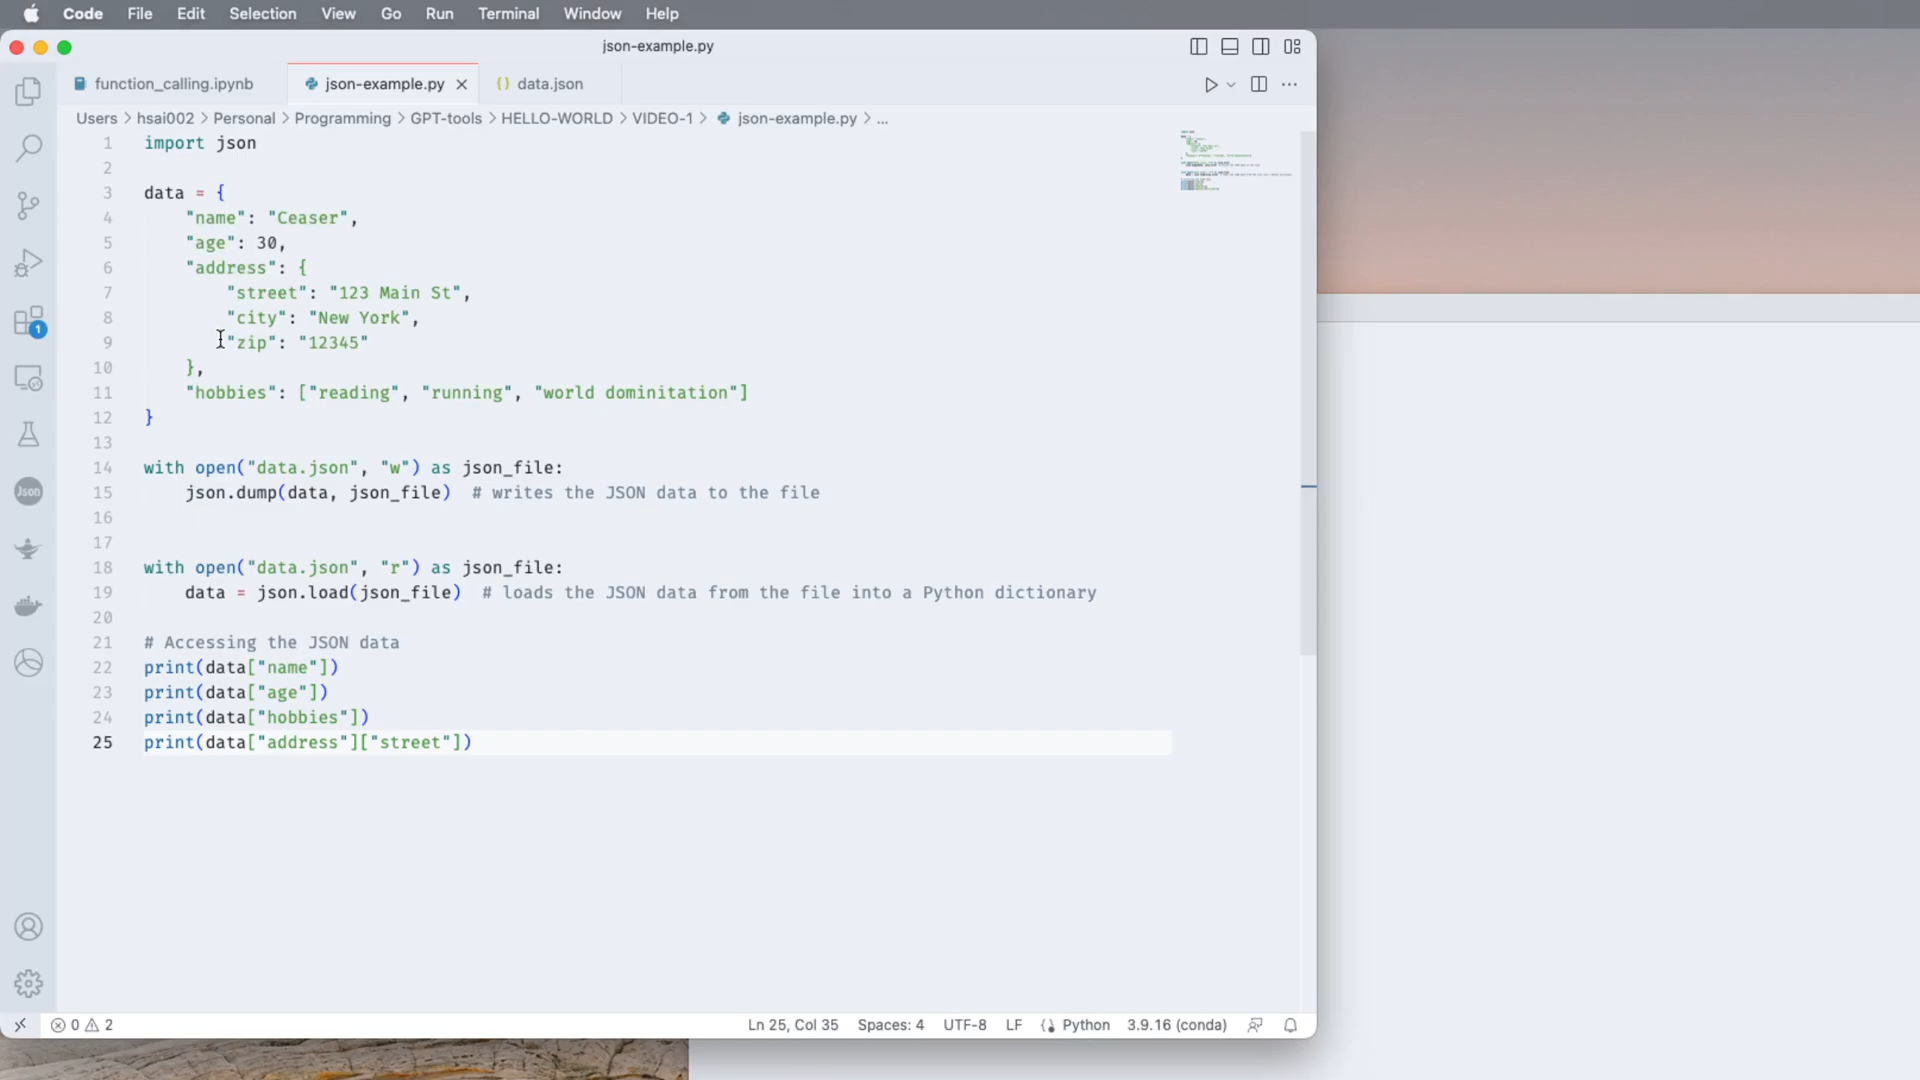 Code File Edit Selection View Go Run Terminal Window Help
json-example.py
function_calling.ipynb json-example.py {} data.json
Users > hsai002 > Personal > Programming > GPT-tools > HELLO-WORLD > VIDEO-1 > json-example.py > ...
1 import json
2
3 data = {
4 "name": "Ceaser",
5 "age": 30,
6 "address": {
7 "street": "123 Main St",
8 "city": "New York",
9 "zip": "12345"
10 },
11 "hobbies": ["reading", "running", "world dominitation"]
12 }
13
14 with open("data.json", "w") as json_file:
15 json.dump(data, json_file) # writes the JSON data to the file
16
17
18 with open("data.json", "r") as json_file:
19 data = json.load(json_file) # loads the JSON data from the file into a Python dictionary
20
21 # Accessing the JSON data
22 print(data["name"])
23 print(data["age"])
24 print(data["hobbies"])
25 print(data["address"]["street"])
1
Json
0 2 Ln 25, Col 35 Spaces: 4 UTF-8 LF Python 3.9.16 (conda)